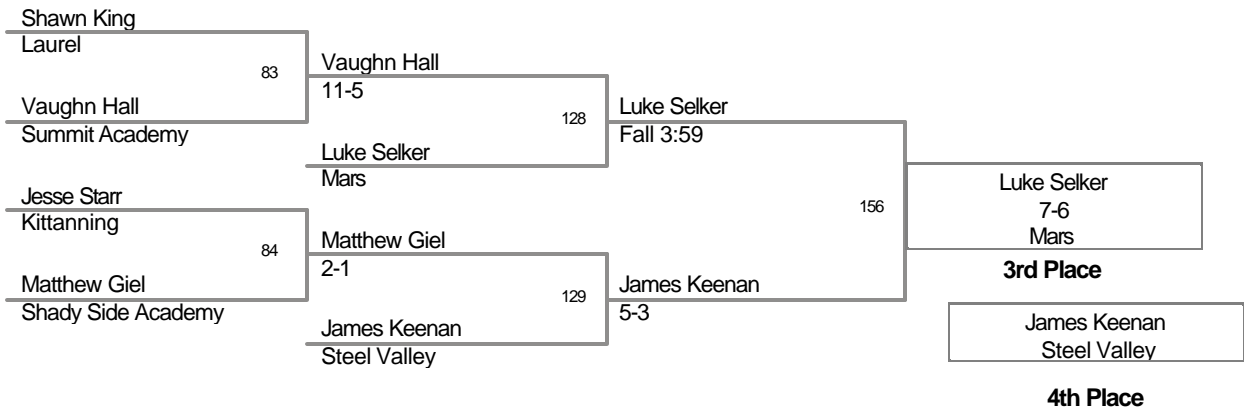 Shawn King
Laurel
83
Vaughn Hall
11-5
Vaughn Hall
Summit Academy
128
Luke Selker
Fall 3:59
Luke Selker
Mars
Jesse Starr
Kittanning
84
Matthew Giel
2-1
Matthew Giel
Shady Side Academy
129
James Keenan
5-3
James Keenan
Steel Valley
156
Luke Selker
7-6
Mars
3rd Place
James Keenan
Steel Valley
4th Place